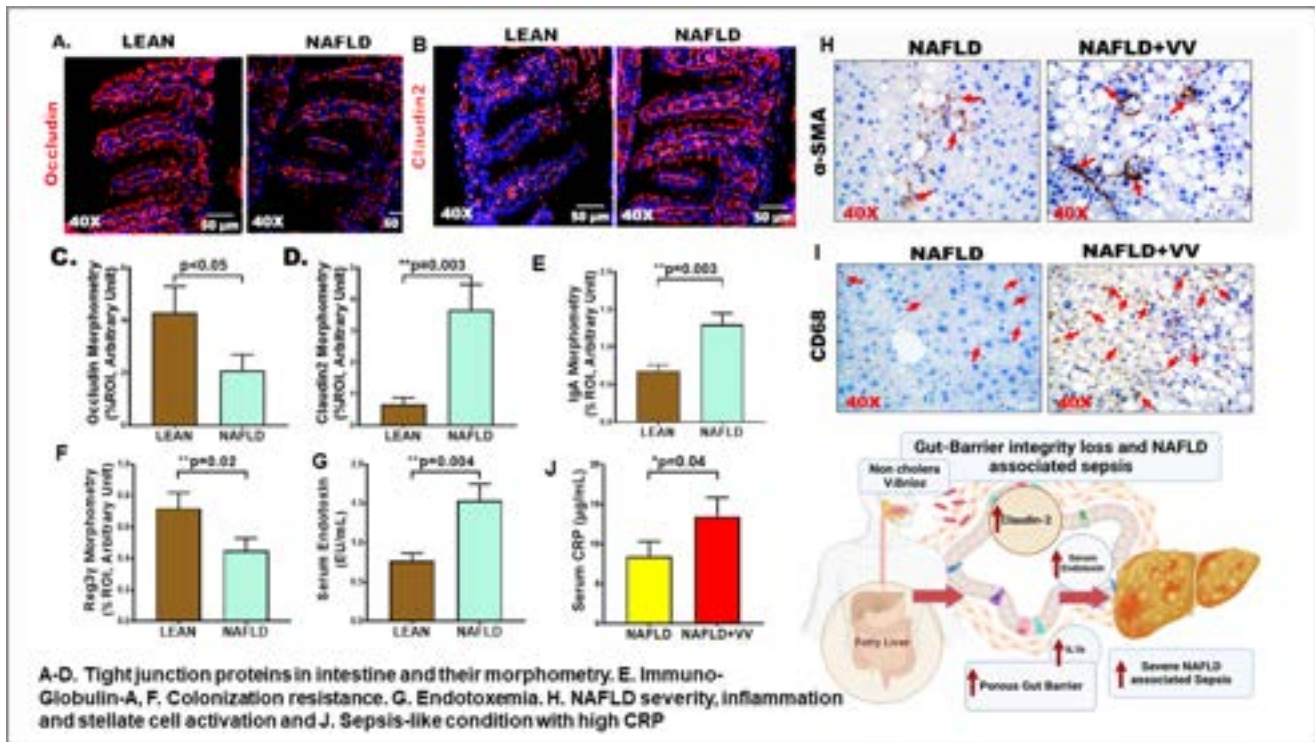 A.
LEAN
NAFLD
Occludin
40X
50 µm
40X
50
B
LEAN
NAFLD
Claudin2
40X
50 µm
40X
50 µm
H
NAFLD
NAFLD+VV
α-SMA
40X
40X
C.
p<0.05
Occludin Morphometry
(%ROI, Arbitrary Unit)
LEAN
NAFLD
D.
**p=0.003
Claudin2 Morphometry
(%ROI, Arbitrary Unit)
LEAN
NAFLD
E
**p=0.003
IgA Morphometry
(% ROI, Arbitrary Unit)
LEAN
NAFLD
I
NAFLD
NAFLD+VV
CD68
40X
40X
F
**p=0.02
Reg3γ Morphometry
(% ROI, Arbitrary Unit)
LEAN
NAFLD
G
**p=0.004
Serum Endotoxin
(EU/mL)
LEAN
NAFLD
J
*p=0.04
Serum CRP (µg/mL)
NAFLD
NAFLD+VV
Gut-Barrier integrity loss and NAFLD
associated sepsis
Non cholera
Vibrios
Claudin-2
Serum
Endotoxin
Fatty Liver
Porous Gut Barrier
Severe NAFLD
associated Sepsis
A-D. Tight junction proteins in intestine and their morphometry. E. Immuno-
Globulin-A, F. Colonization resistance. G. Endotoxemia. H. NAFLD severity, inflammation
and stellate cell activation and J. Sepsis-like condition with high CRP